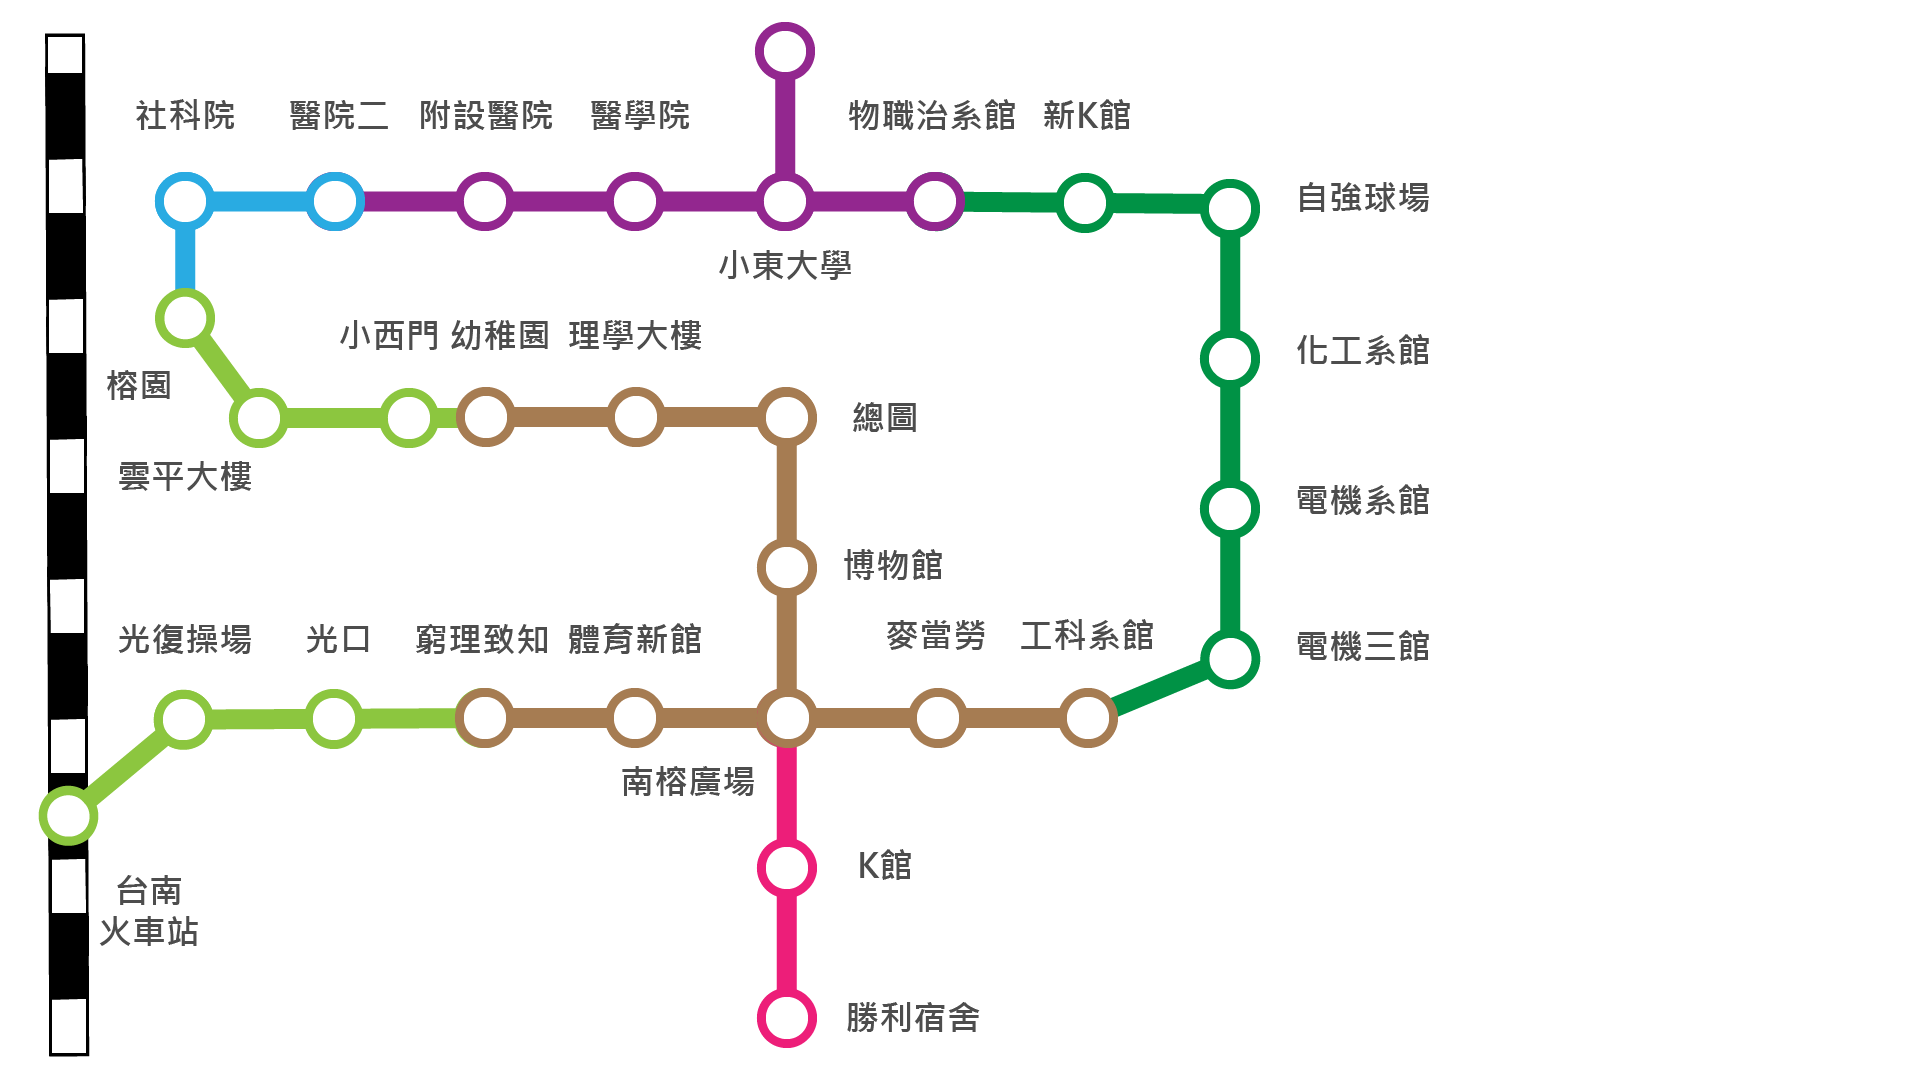 社科院
醫院二
附設醫院
醫學院
物職治系館
新K館
自強球場
小東大學
小西門
幼稚園
理學大樓
化工系館
榕園
總圖
雲平大樓
電機系館
博物館
光復操場
光口
窮理致知
體育新館
麥當勞
工科系館
電機三館
南榕廣場
K館
台南
火車站
勝利宿舍